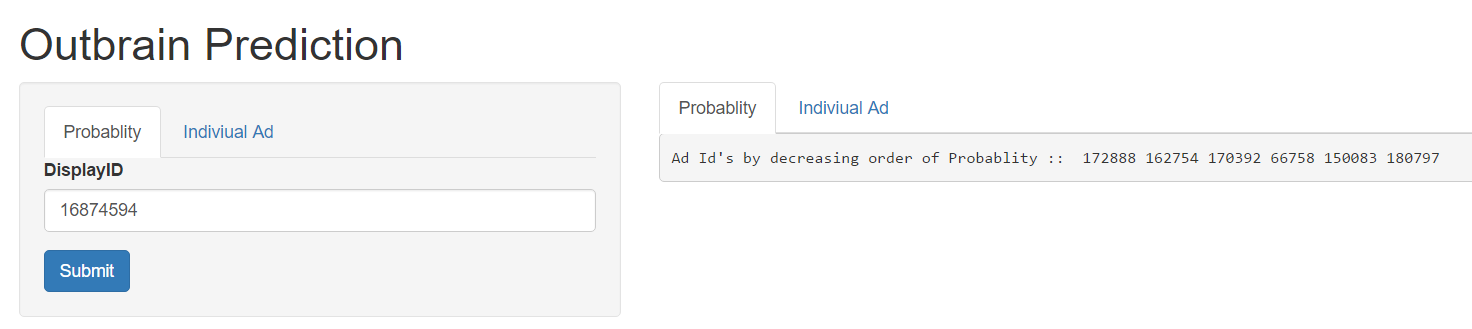 Outbrain Prediction
Probablity Indiviual Ad
DisplayID
16874594
Submit
Probablity Indiviual Ad
Ad Id's by decreasing order of Probablity ::  172888 162754 170392 66758 150083 180797